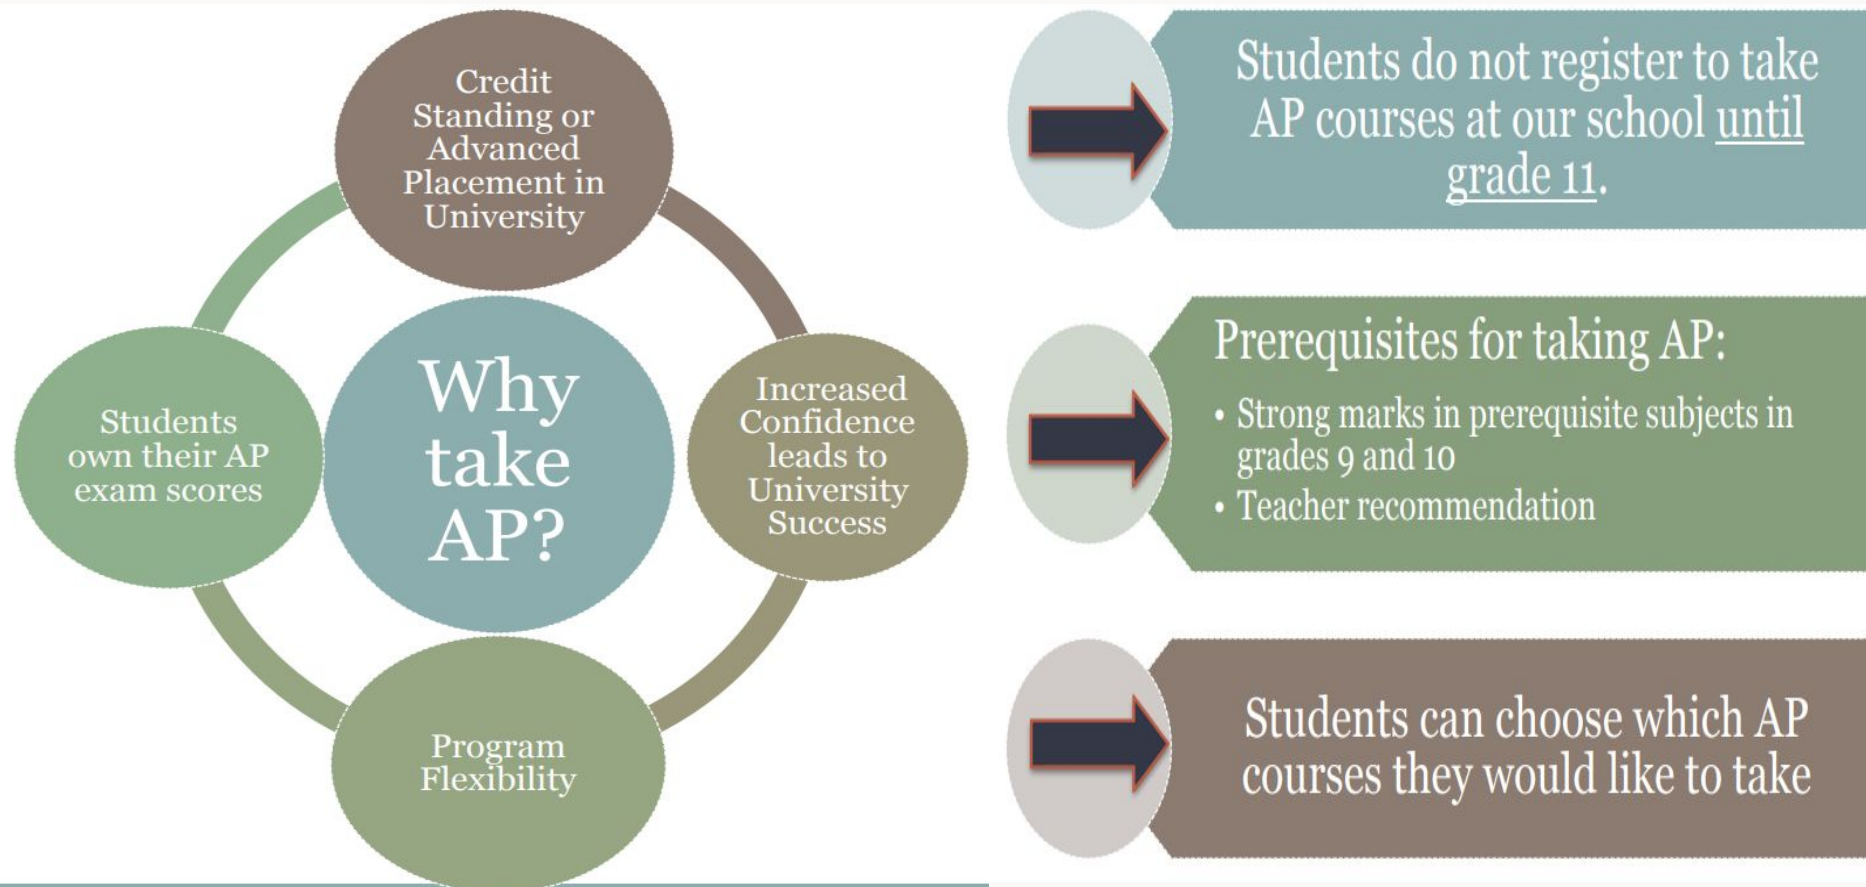 Credit
Standing or
Advanced
Placement in
University
Why
take
AP?
Increased
Confidence
leads to
University
Success
Program
Flexibility
Students
own their AP
exam scores
Students do not register to take
AP courses at our school until
grade 11.
Prerequisites for taking AP:
• Strong marks in prerequisite subjects in
grades 9 and 10
• Teacher recommendation
Students can choose which AP
courses they would like to take